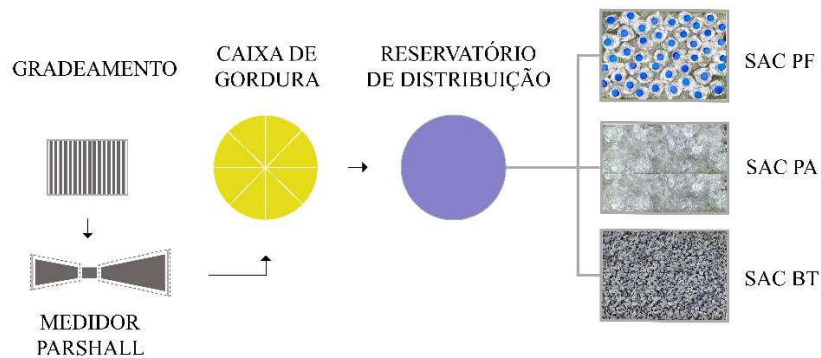 GRADEAMENTO
MEDIDOR
PARSHALL
CAIXA DE
GORDURA
RESERVATÓRIO
DE DISTRIBUIÇÃO
SAC PF
SAC PA
SAC BT